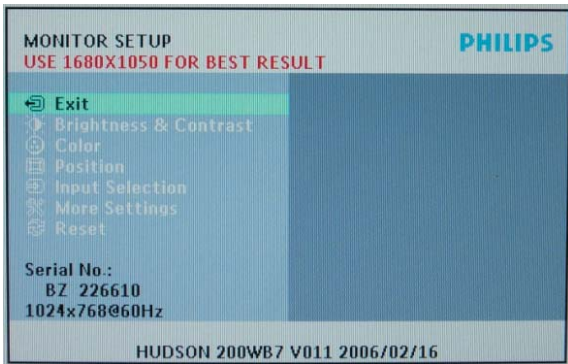 MONITOR SETUP
PHILIPS
USE 1680X1050 FOR BEST RESULT
Exit
Brightness & Contrast
Color
Position
Input Selection
More Settings
Reset
Serial No.:
BZ 226610
1024x768@60Hz
HUDSON 200WB7 V011 2006/02/16